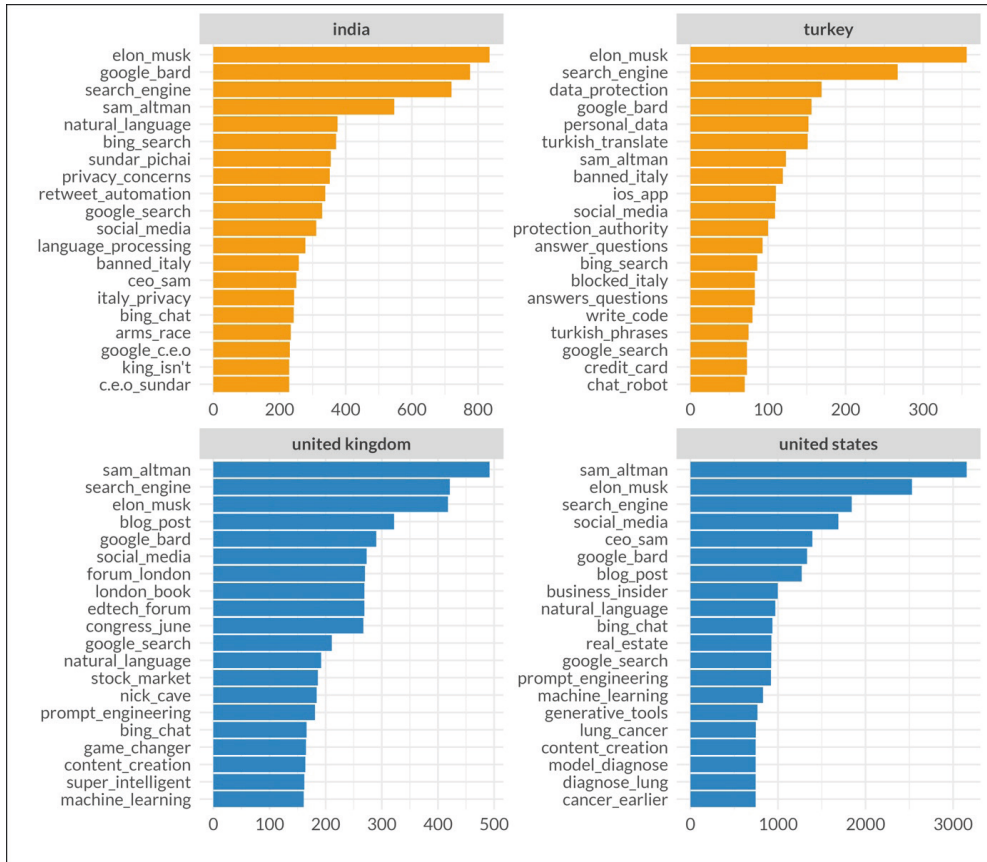 india
elon_musk
google_bard
search_engine
sam_altman
natural_language
bing_search
sundar_pichai
privacy_concerns
retweet_automation
google_search
social_media
language_processing
banned_italy
ceo_sam
italy_privacy
bing_chat
arms_race
google_c.e.o
king_isn't
c.e.o_sundar
0 200 400 600 800
turkey
elon_musk
search_engine
data_protection
google_bard
personal_data
turkish_translate
sam_altman
banned_italy
ios_app
social_media
protection_authority
answer_questions
bing_search
blocked_italy
answers_questions
write_code
turkish_phrases
google_search
credit_card
chat_robot
0 100 200 300
united kingdom
sam_altman
search_engine
elon_musk
blog_post
google_bard
social_media
forum_london
london_book
edtech_forum
congress_june
google_search
natural_language
stock_market
nick_cave
prompt_engineering
bing_chat
game_changer
content_creation
super_intelligent
machine_learning
0 100 200 300 400 500
united states
sam_altman
elon_musk
search_engine
social_media
ceo_sam
google_bard
blog_post
business_insider
natural_language
bing_chat
real_estate
google_search
prompt_engineering
machine_learning
generative_tools
lung_cancer
content_creation
model_diagnose
diagnose_lung
cancer_earlier
0 1000 2000 3000